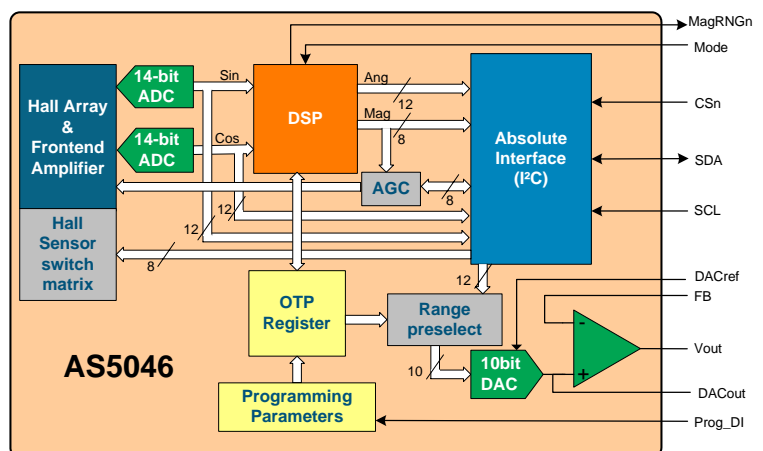 MagRNGn
Mode
14-bit
ADC
Sin
Ang
12
Hall Array
&
Frontend
Amplifier
DSP
CSn
Mag
8
14-bit
ADC
Cos
Absolute
Interface
(I²C)
SDA
AGC
8
12
12
SCL
Hall
Sensor
switch
matrix
8
12
DACref
OTP
Register
Range
preselect
FB
-
Vout
AS5046
10
10bit
DAC
+
DACout
Programming
Parameters
Prog_DI